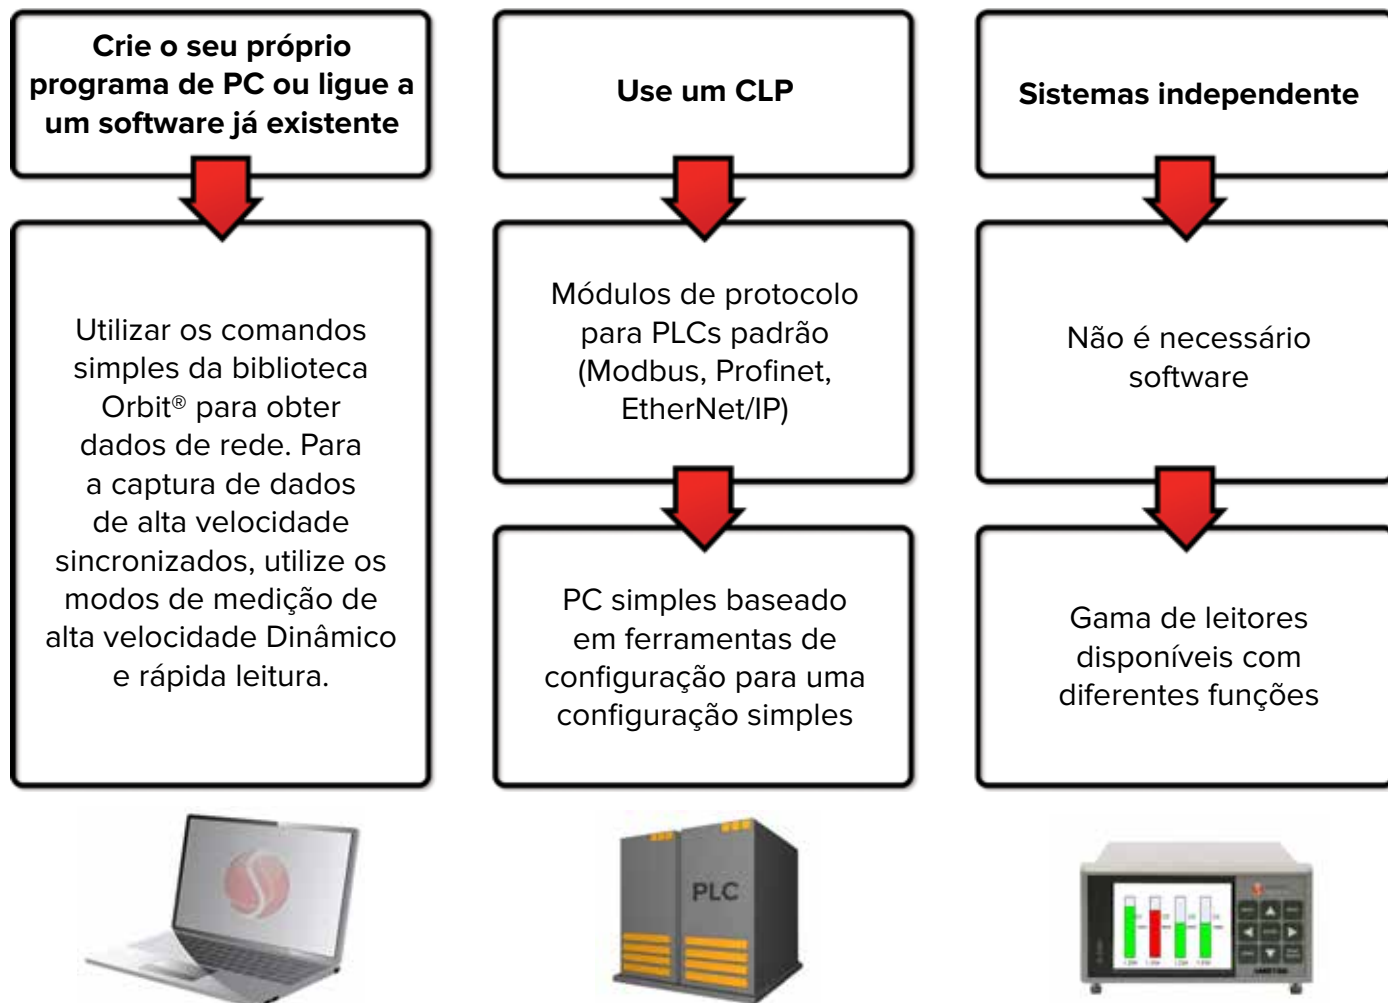 Crie o seu próprio
programa de PC ou ligue a
um software já existente
Utilizar os comandos
simples da biblioteca
Orbit® para obter
dados de rede. Para
a captura de dados
de alta velocidade
sincronizados, utilize os
modos de medição de
alta velocidade Dinâmico
e rápida leitura.
Use um CLP
Módulos de protocolo
para PLCs padrão
(Modbus, Profinet,
EtherNet/IP)
PC simples baseado
em ferramentas de
configuração para uma
configuração simples
PLC
Sistemas independente
Não é necessário
software
Gama de leitores
disponíveis com
diferentes funções
AMETEK